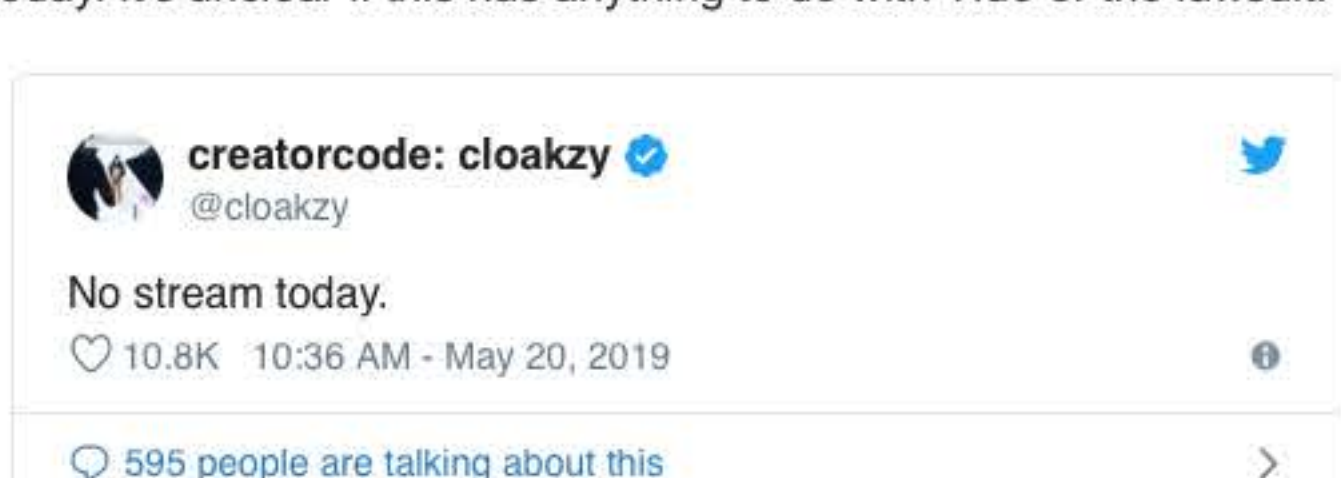 creatorcode: cloakzy
@cloakzy
No stream today.
10.8K 10:36 AM - May 20, 2019
595 people are talking about this